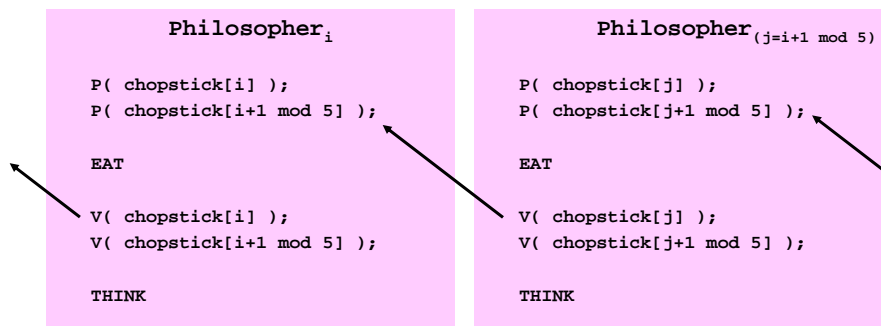 Philosopher_i
P( chopstick[i] );
P( chopstick[i+1 mod 5] );
EAT
V( chopstick[i] );
V( chopstick[i+1 mod 5] );
THINK
Philosopher_(j=i+1 mod 5)
P( chopstick[j] );
P( chopstick[j+1 mod 5] );
EAT
V( chopstick[j] );
V( chopstick[j+1 mod 5] );
THINK